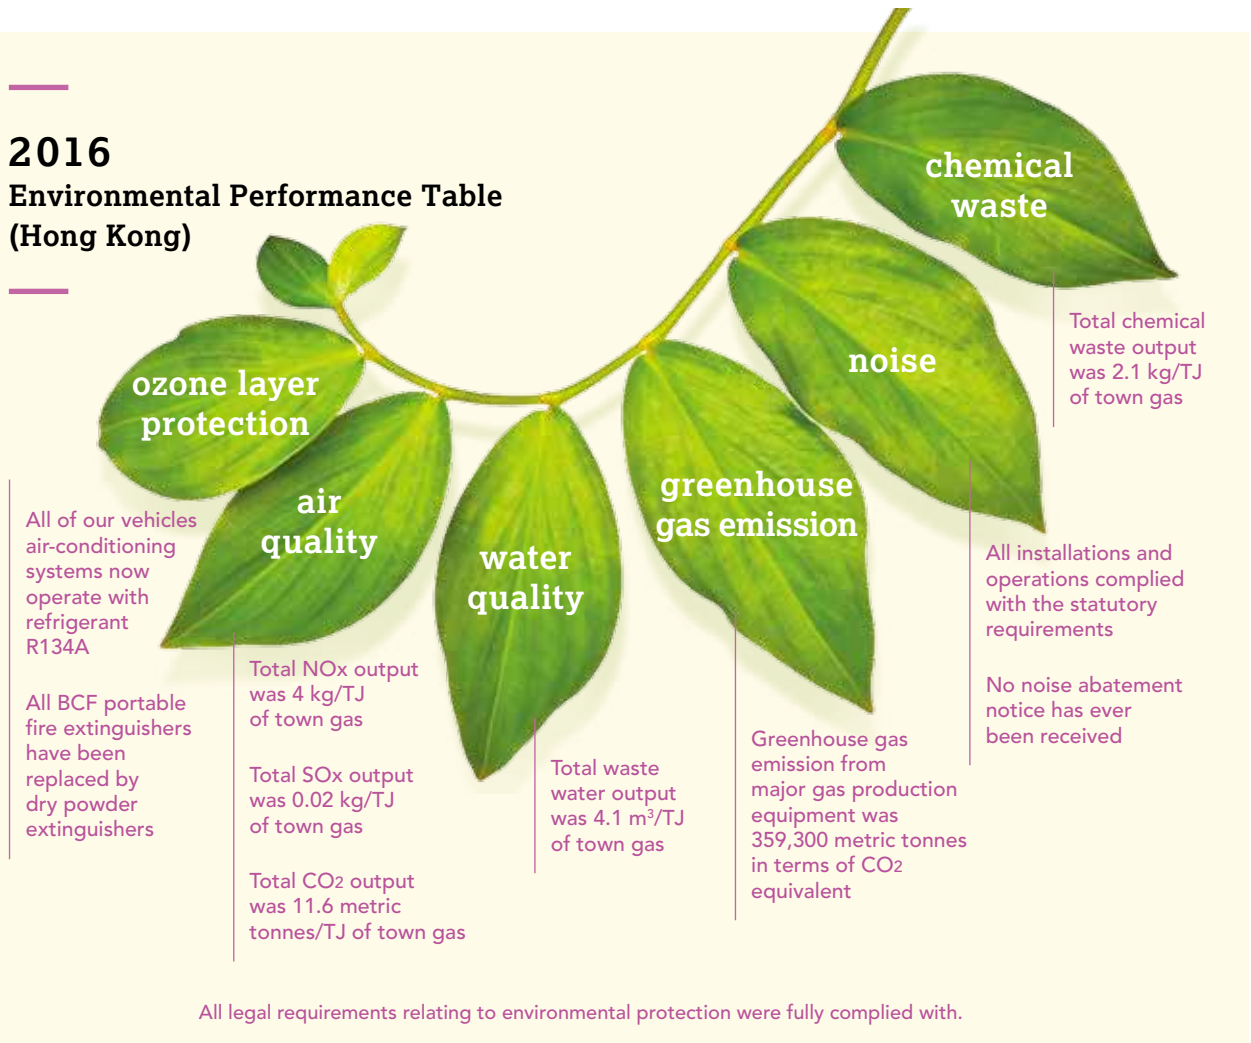 2016
Environmental Performance Table
(Hong Kong)
ozone layer
protection
All of our vehicles
air-conditioning
systems now
operate with
refrigerant
R134A
All BCF portable
fire extinguishers
have been
replaced by
dry powder
extinguishers
air
quality
Total NOx output
was 4 kg/TJ
of town gas
Total SOx output
was 0.02 kg/TJ
of town gas
Total CO2 output
was 11.6 metric
tonnes/TJ of town gas
water
quality
Total waste
water output
was 4.1 m³/TJ
of town gas
greenhouse
gas emission
Greenhouse gas
emission from
major gas production
equipment was
359,300 metric tonnes
in terms of CO2
equivalent
noise
All installations and
operations complied
with the statutory
requirements
No noise abatement
notice has ever
been received
chemical
waste
Total chemical
waste output
was 2.1 kg/TJ
of town gas
All legal requirements relating to environmental protection were fully complied with.